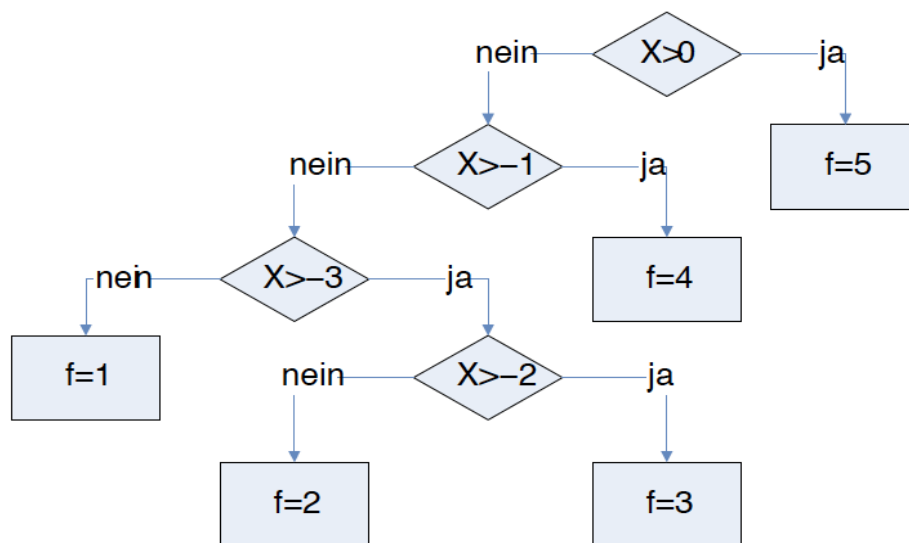 nein
X>0
ja
nein
X>−1
ja
f=5
nein
X>−3
ja
f=4
f=1
nein
X>−2
ja
f=2
f=3